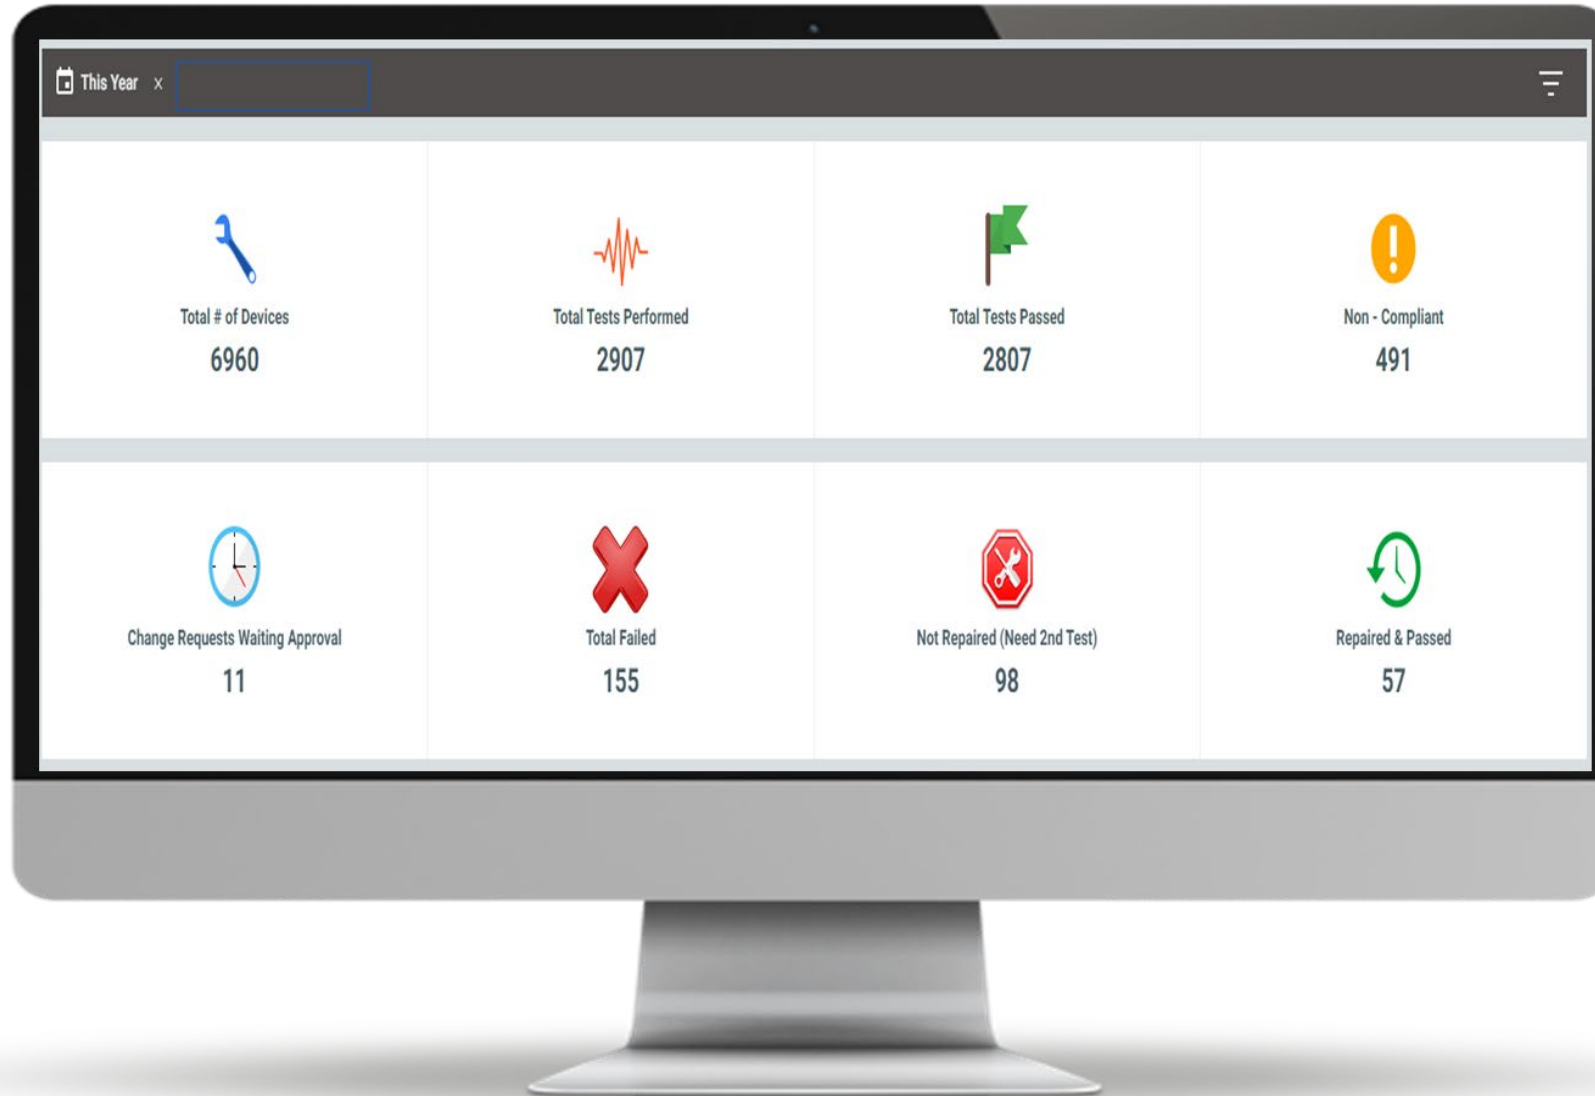 This Year x
Total # of Devices
6960
Total Tests Performed
2907
Total Tests Passed
2807
Non - Compliant
491
Change Requests Waiting Approval
11
Total Failed
155
Not Repaired (Need 2nd Test)
98
Repaired & Passed
57